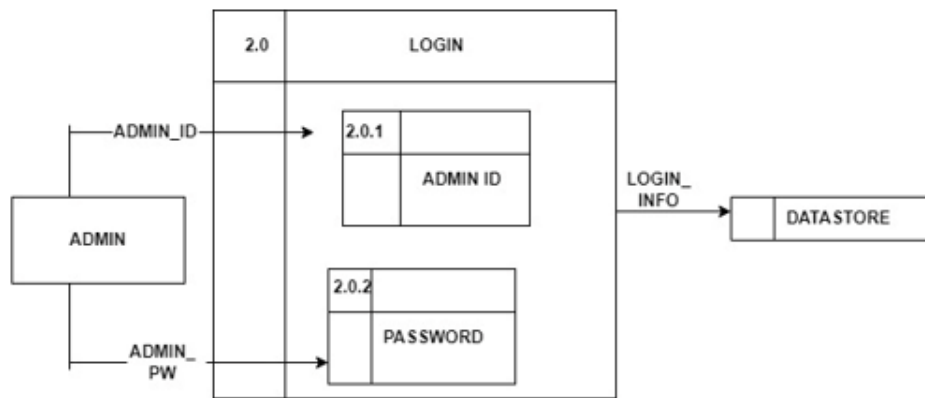 2.0
LOGIN
ADMIN_ID
2.0.1
ADMIN ID
LOGIN_
INFO
DATASTORE
ADMIN
2.0.2
PASSWORD
ADMIN_
PW